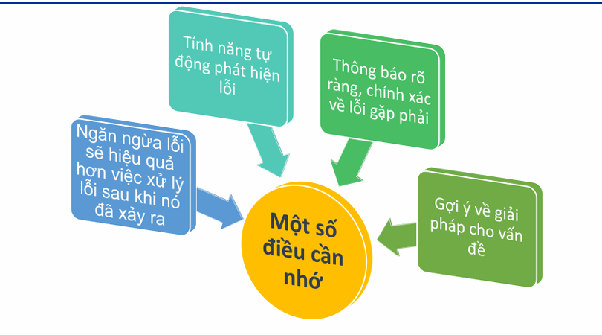 Ngăn ngừa lỗi
sẽ hiệu quả
hơn việc xử lý
lỗi sau khi nó
đã xảy ra
Tính năng tự
động phát hiện
lỗi
Thông báo rõ
ràng, chính xác
về lỗi gặp phải
Gợi ý về giải
pháp cho vấn
đề
Một số
điều cần
nhớ